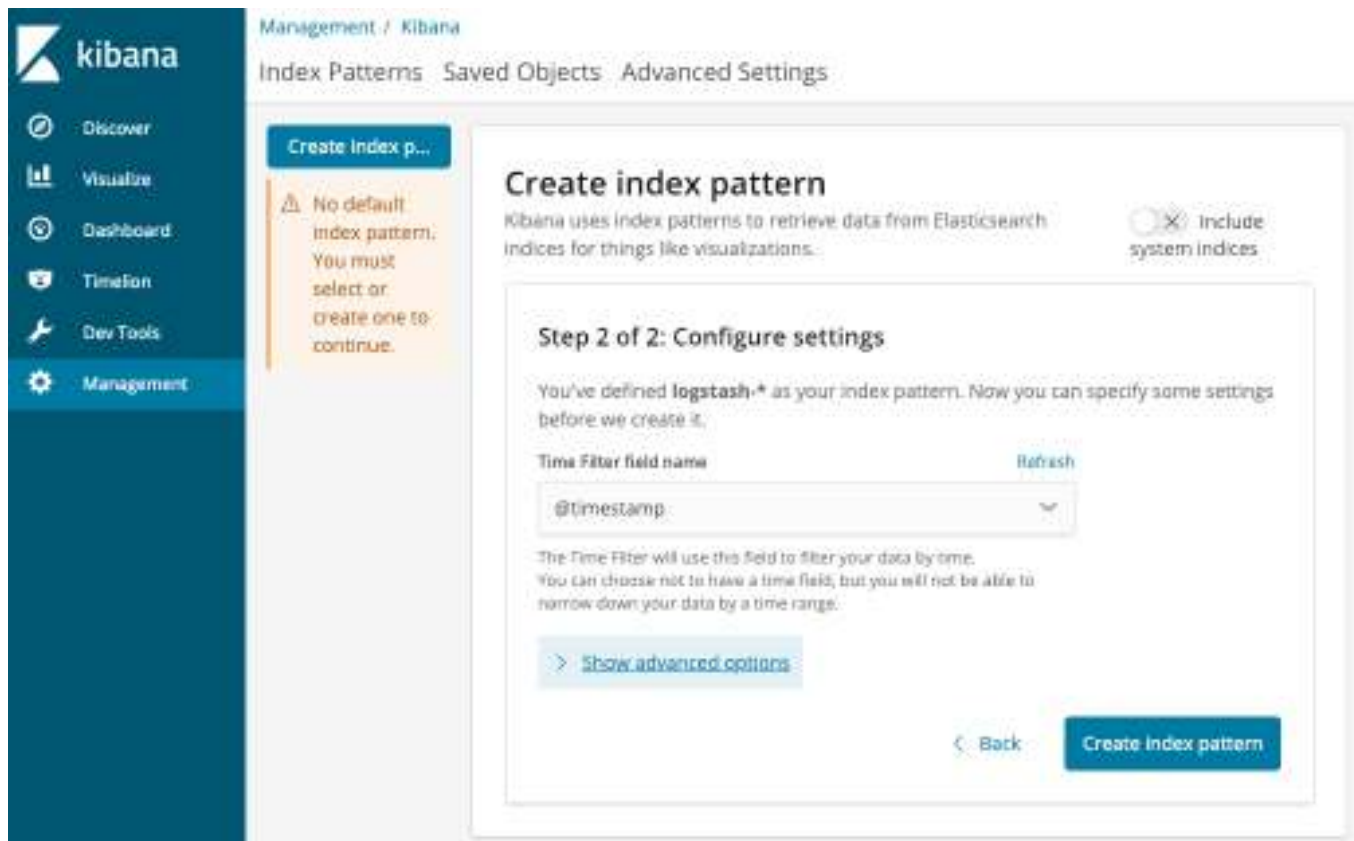 kibana
Discover
Visualize
Dashboard
Timelion
Dev Tools
Management
Management / Kibana
Index Patterns Saved Objects Advanced Settings
Create index p...
No default
index pattern.
You must
select or
create one to
continue.
Create index pattern
Kibana uses index patterns to retrieve data from Elasticsearch
indices for things like visualizations.
Include
system indices
Step 2 of 2: Configure settings
You've defined logstash-* as your index pattern. Now you can specify some settings
before we create it.
Time Filter field name Refresh
@timestamp
The Time Filter will use this field to filter your data by time.
You can choose not to have a time field, but you will not be able to
narrow down your data by a time range.
Show advanced options
Back Create index pattern